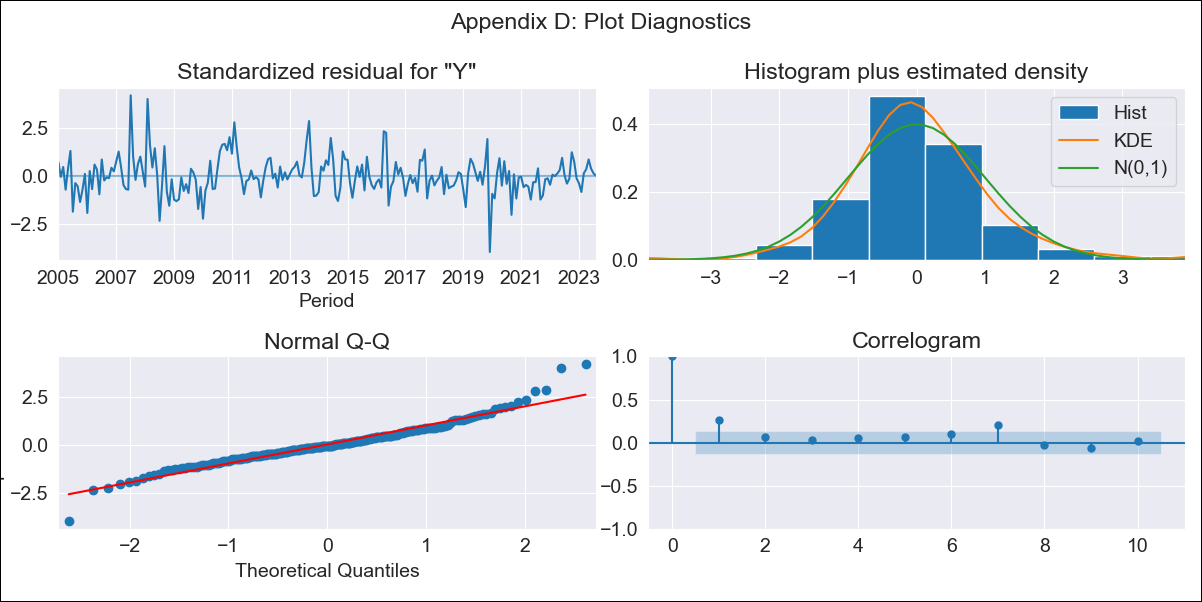 Appendix D: Plot Diagnostics
Standardized residual for "Y"
2.5
0.0
−2.5
2005 2007 2009 2011 2013 2015 2017 2019 2021 2023
Period
Histogram plus estimated density
0.4
0.2
0.0
−3 −2 −1 0 1 2 3
Hist
KDE
N(0,1)
Normal Q-Q
2.5
0.0
−2.5
−2 −1 0 1 2
Theoretical Quantiles
Correlogram
1.0
0.5
0.0
−0.5
−1.0
0 2 4 6 8 10